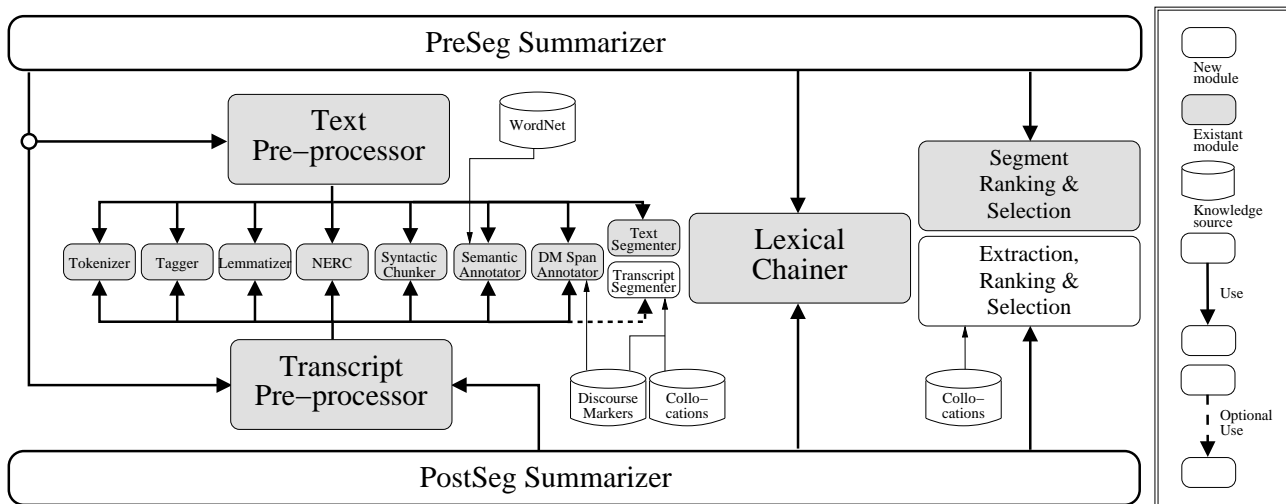 PreSeg Summarizer
Text
Pre−processor
WordNet
Segment
Ranking &
Selection
Tokenizer
Tagger
Lemmatizer
NERC
Syntactic
Chunker
Semantic
Annotator
DM Span
Annotator
Text
Segmenter
Transcript
Segmenter
Lexical
Chainer
Extraction,
Ranking &
Selection
Transcript
Pre−processor
Discourse
Markers
Collo−
cations
Collo−
cations
PostSeg Summarizer
New
module
Existant
module
Knowledge
source
Use
Optional
Use